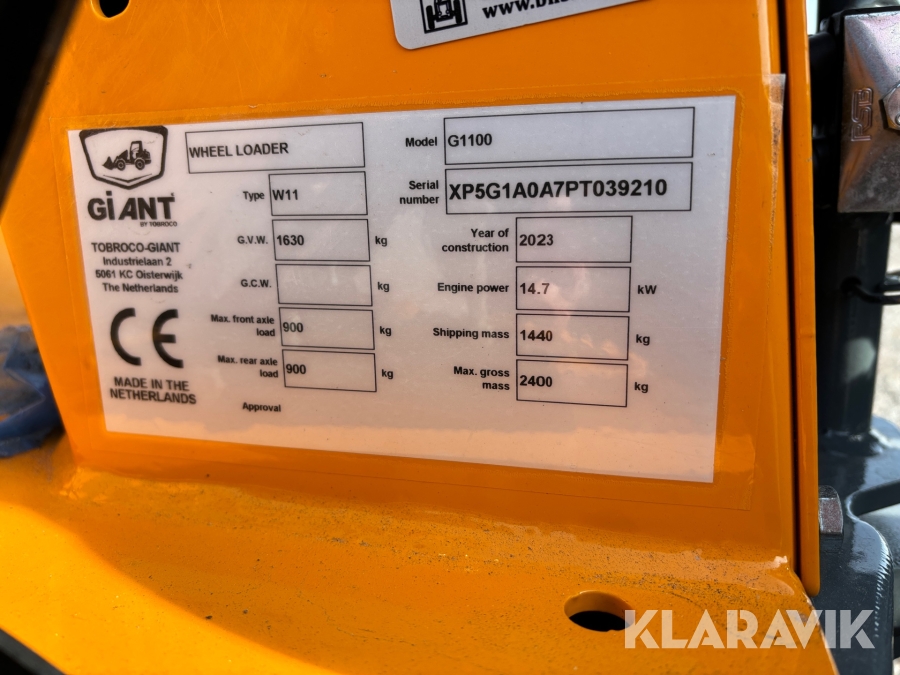 www.
WHEEL LOADER
Model G1100
GiANT
BY TOBROCO
Type W11
Serial number XP5G1A0A7PT039210
TOBROCO-GIANT
Industrielaan 2
5061 KC Oisterwijk
The Netherlands
G.V.W. 1630 kg
Year of construction 2023
G.C.W. kg
Engine power 14.7 kW
CE
Max. front axle load 900 kg
Shipping mass 1440 kg
Max. rear axle load 900 kg
Max. gross mass 2400 kg
MADE IN THE
NETHERLANDS
Approval
KLARAVIK